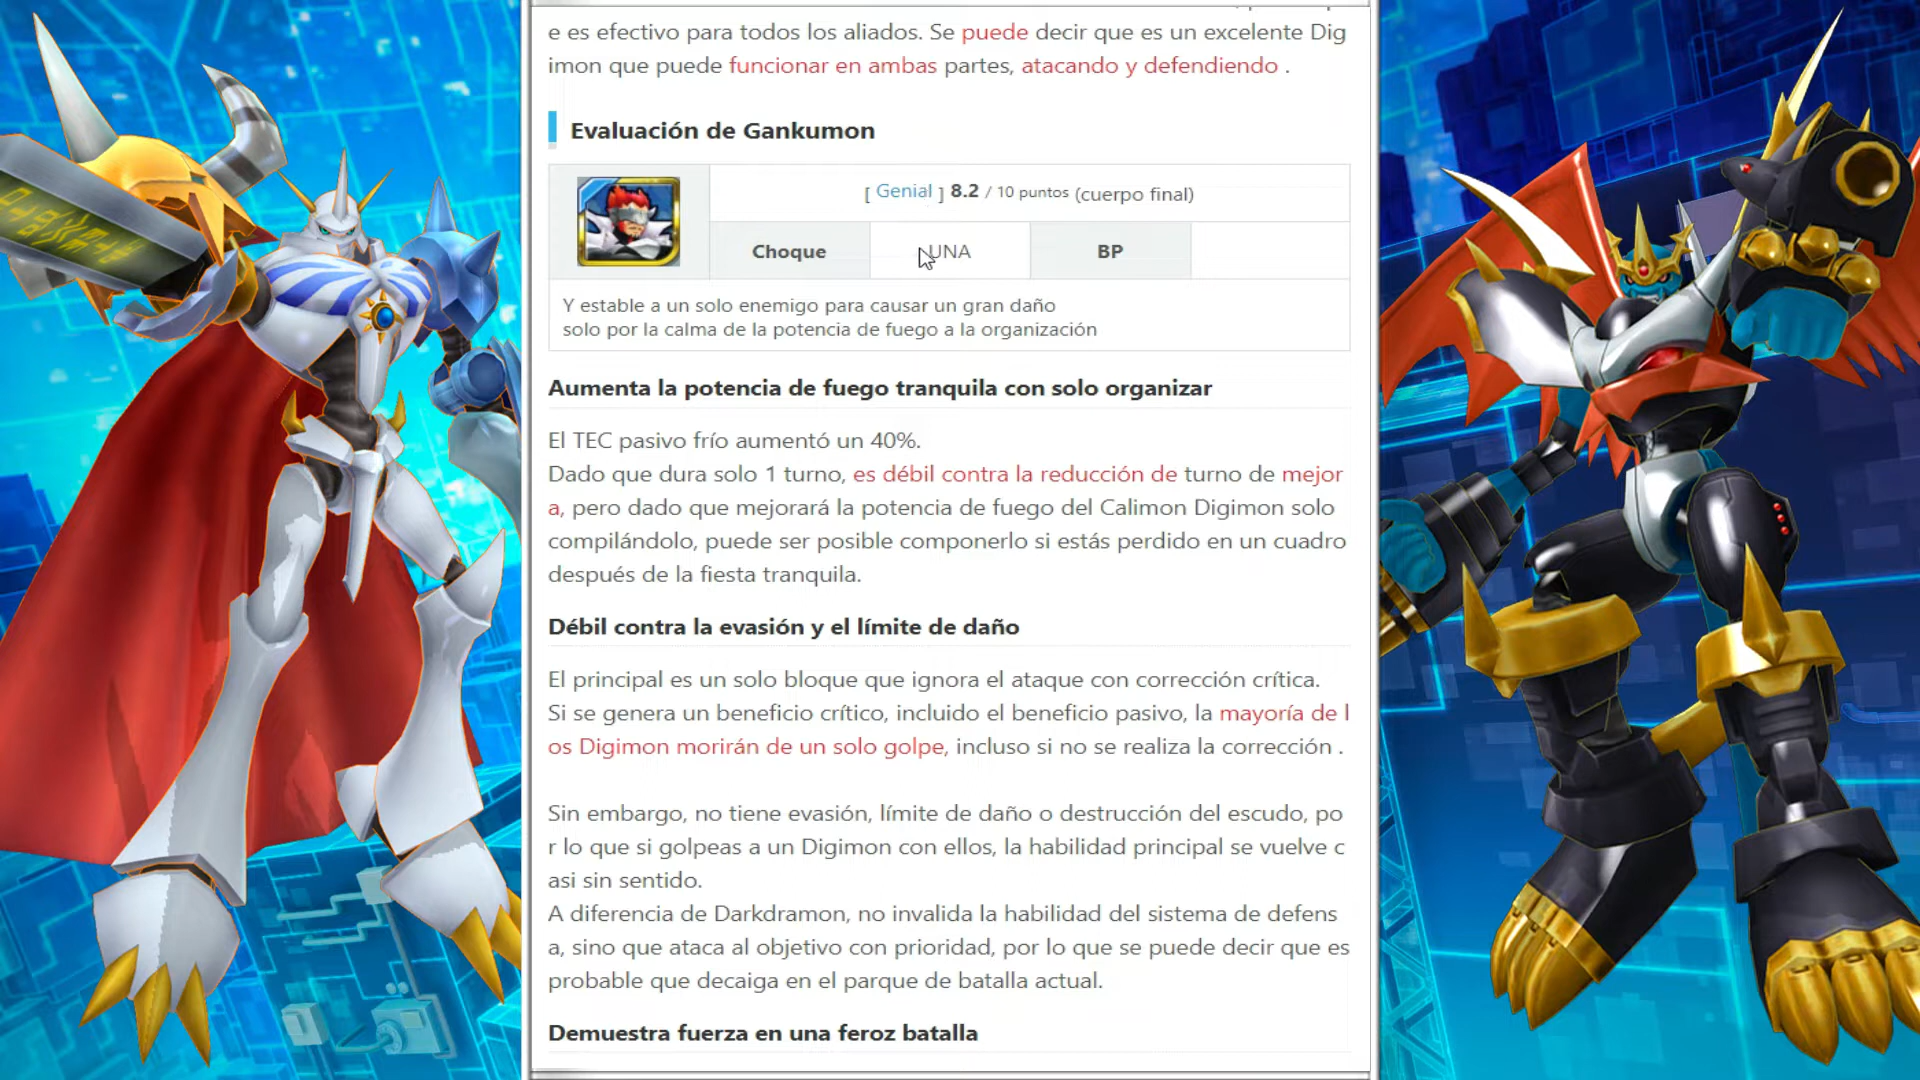 e es efectivo para todos los aliados. Se puede decir que es un excelente Dig
imon que puede funcionar en ambas partes, atacando y defendiendo .
Evaluación de Gankumon
[ Genial ] 8.2 / 10 puntos (cuerpo final)
Choque UNA BP
Y estable a un solo enemigo para causar un gran daño
solo por la calma de la potencia de fuego a la organización
Aumenta la potencia de fuego tranquila con solo organizar
El TEC pasivo frío aumentó un 40%.
Dado que dura solo 1 turno, es débil contra la reducción de turno de mejor
a, pero dado que mejorará la potencia de fuego del Calimon Digimon solo
compilándolo, puede ser posible componerlo si estás perdido en un cuadro
después de la fiesta tranquila.
Débil contra la evasión y el límite de daño
El principal es un solo bloque que ignora el ataque con corrección crítica.
Si se genera un beneficio crítico, incluido el beneficio pasivo, la mayoría de l
os Digimon morirán de un solo golpe, incluso si no se realiza la corrección .
Sin embargo, no tiene evasión, límite de daño o destrucción del escudo, po
r lo que si golpeas a un Digimon con ellos, la habilidad principal se vuelve c
asi sin sentido.
A diferencia de Darkdramon, no invalida la habilidad del sistema de defens
a, sino que ataca al objetivo con prioridad, por lo que se puede decir que es
probable que decaiga en el parque de batalla actual.
Demuestra fuerza en una feroz batalla